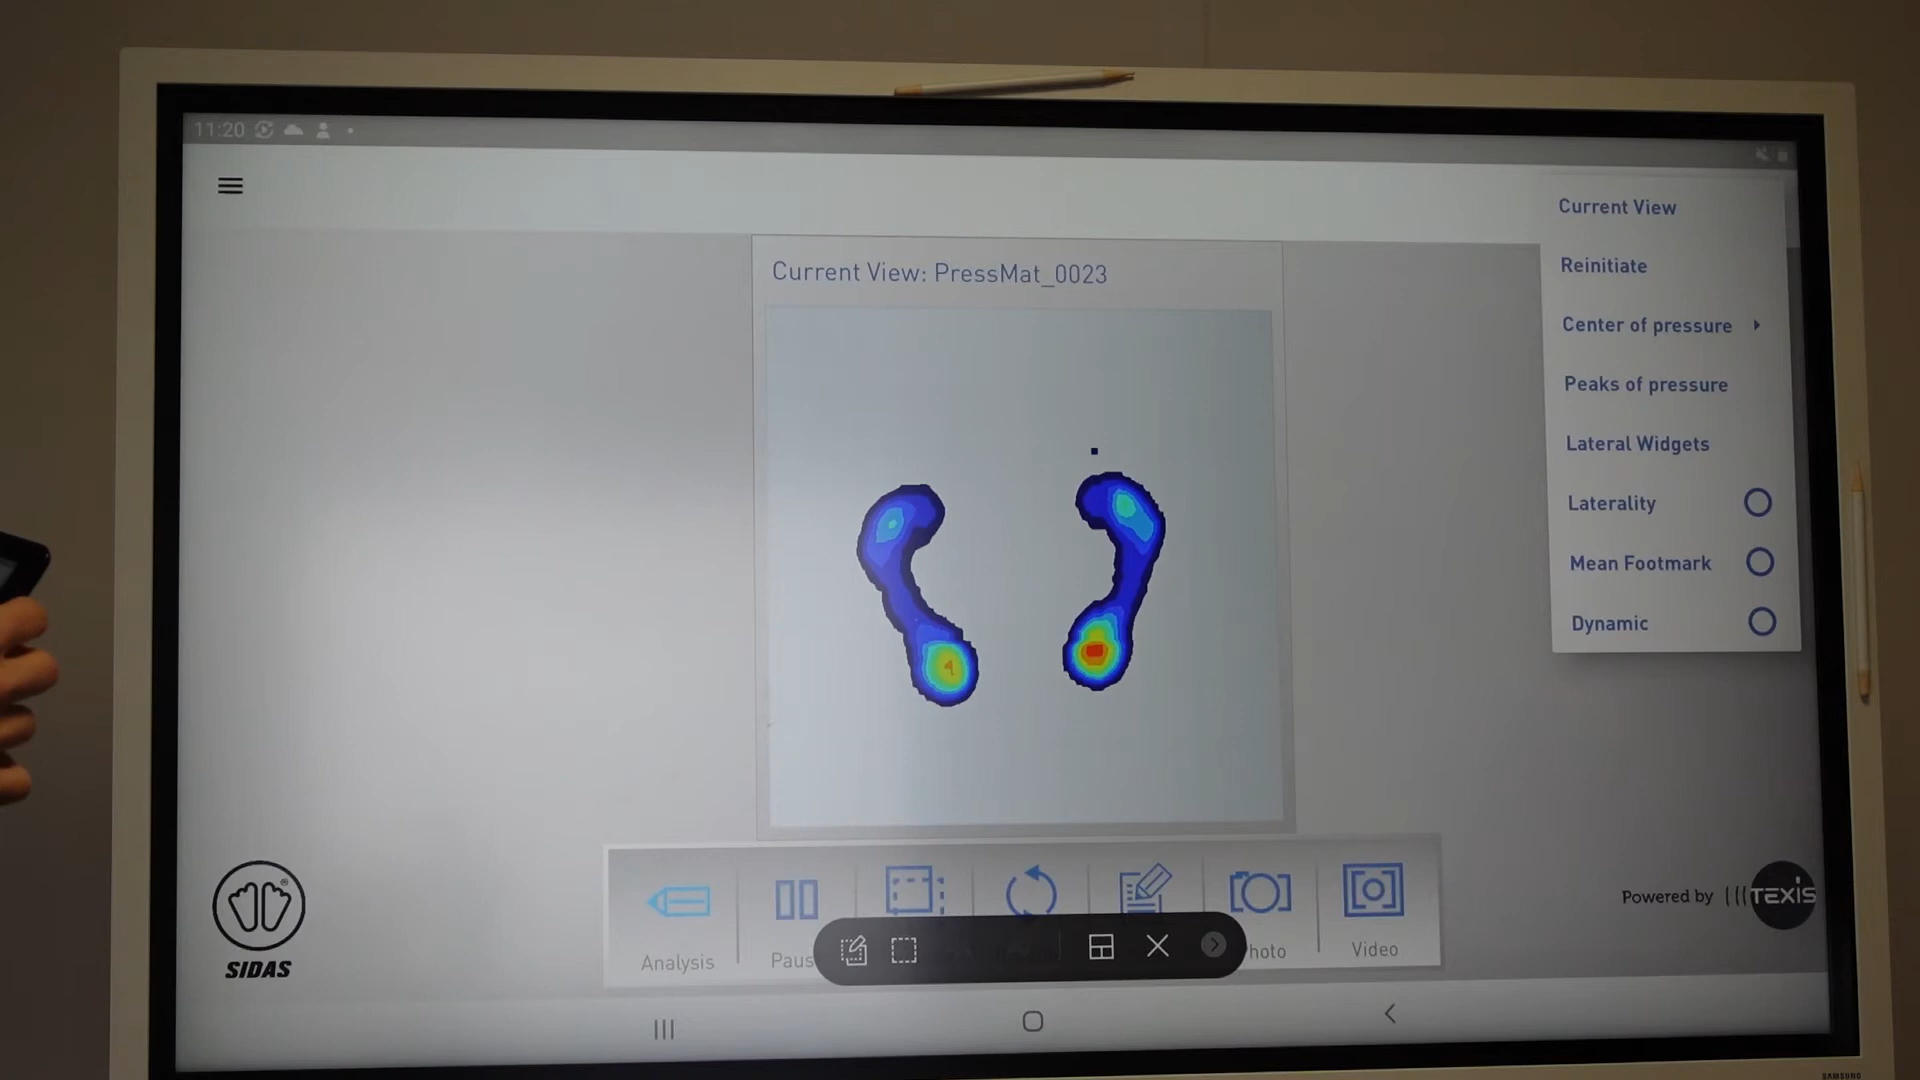 11:20
Current View
Reinitiate
Current View: PressMat_0023
Center of pressure
Peaks of pressure
Lateral Widgets
Laterality
Mean Footmark
Dynamic
Powered by TEXIS
Analysis
Paus
hoto
Video
SIDAS
SAMSUNG